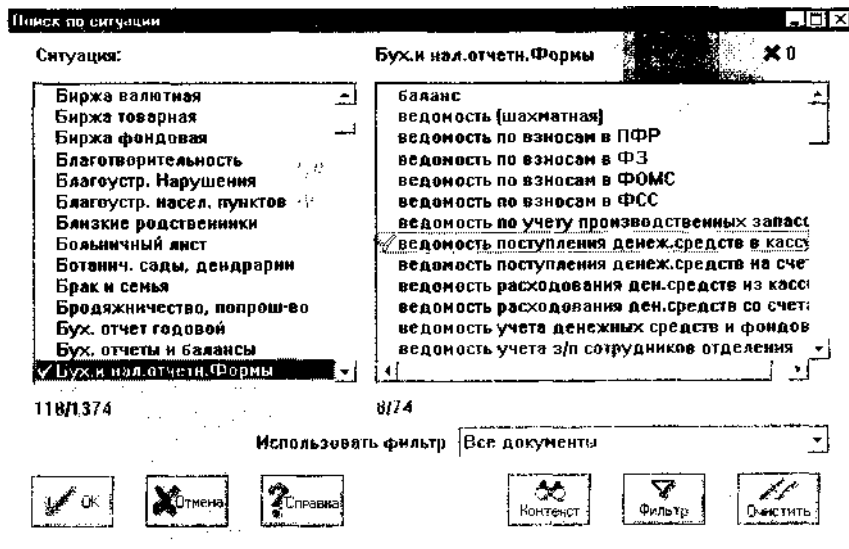 Поиск по ситуации
Ситуация:
Бух.и нал.отчетн.Формы
0
Биржа валютная
Биржа товарная
Биржа фондовая
Благотворительность
Благоустр. Нарушения
Благоустр. насел. пунктов
Близкие родственники
Больничный лист
Ботанич. сады, дендрарии
Брак и семья
Бродяжничество, попрош-во
Бух. отчет годовой
Бух. отчеты и балансы
Бух.и нал.отчетн.Формы
118/1374
баланс
ведомость (шахматная)
ведомость по взносам в ПФР
ведомость по взносам в ФЗ
ведомость по взносам в ФОМС
ведомость по взносам в ФСС
ведомость по учету производственных запасо
ведомость поступления денеж.средств в кассу
ведомость поступления денеж.средств на сче
ведомость расходования ден.средств из касс
ведомость расходования ден.средств со счета
ведомость учета денежных средств и фондов
ведомость учета з/п сотрудников отделения
8/74
Использовать фильтр
Все документы
ОК
Отмена
Справка
Контекст
Фильтр
Очистить